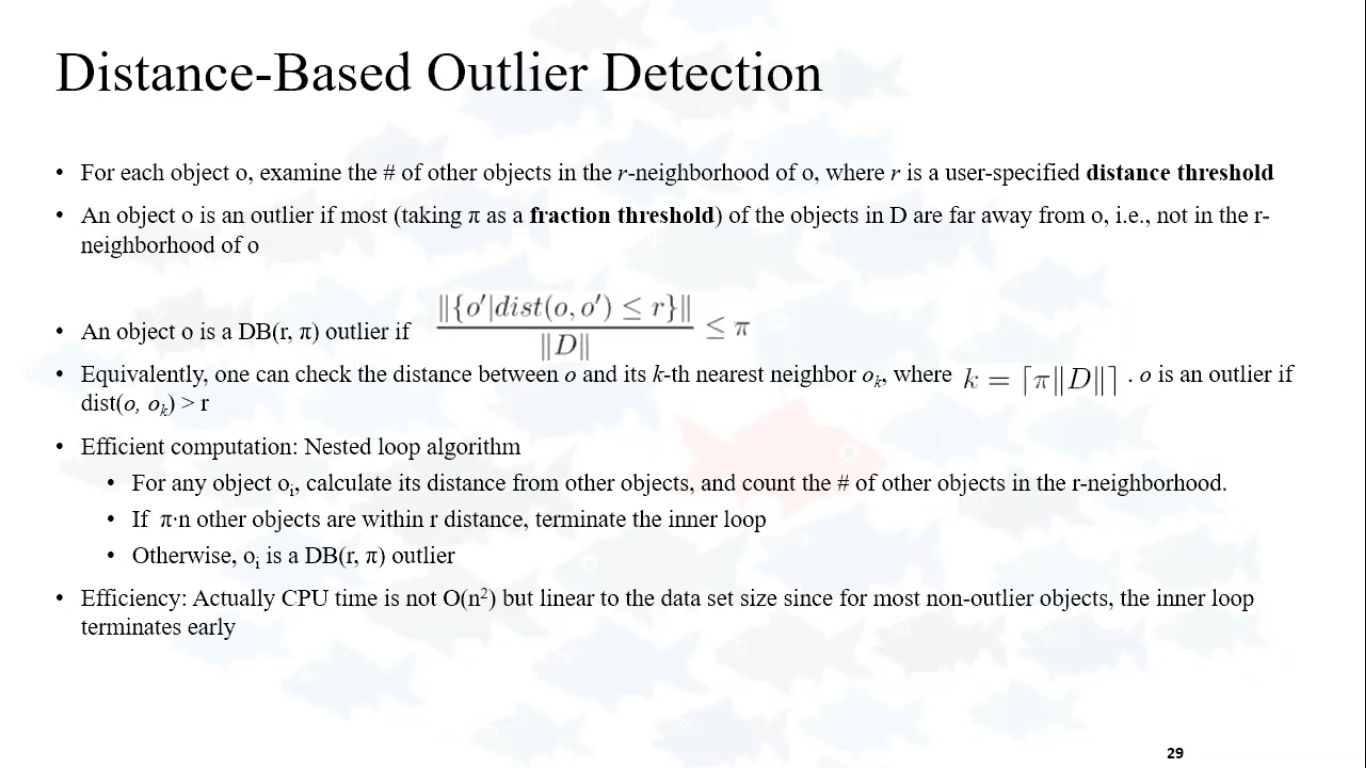 Distance-Based Outlier Detection
• For each object o, examine the # of other objects in the r-neighborhood of o, where r is a user-specified distance threshold
• An object o is an outlier if most (taking π as a fraction threshold) of the objects in D are far away from o, i.e., not in the r-
neighborhood of o
• An object o is a DB(r, π) outlier if ‖{o′|dist(o, o′) ≤ r}‖ / ‖D‖ ≤ π
• Equivalently, one can check the distance between o and its k-th nearest neighbor oₖ, where k = ⌈π‖D‖⌉ . o is an outlier if
dist(o, oₖ) > r
• Efficient computation: Nested loop algorithm
• For any object oᵢ, calculate its distance from other objects, and count the # of other objects in the r-neighborhood.
• If π∙n other objects are within r distance, terminate the inner loop
• Otherwise, oᵢ is a DB(r, π) outlier
• Efficiency: Actually CPU time is not O(n²) but linear to the data set size since for most non-outlier objects, the inner loop
terminates early
29